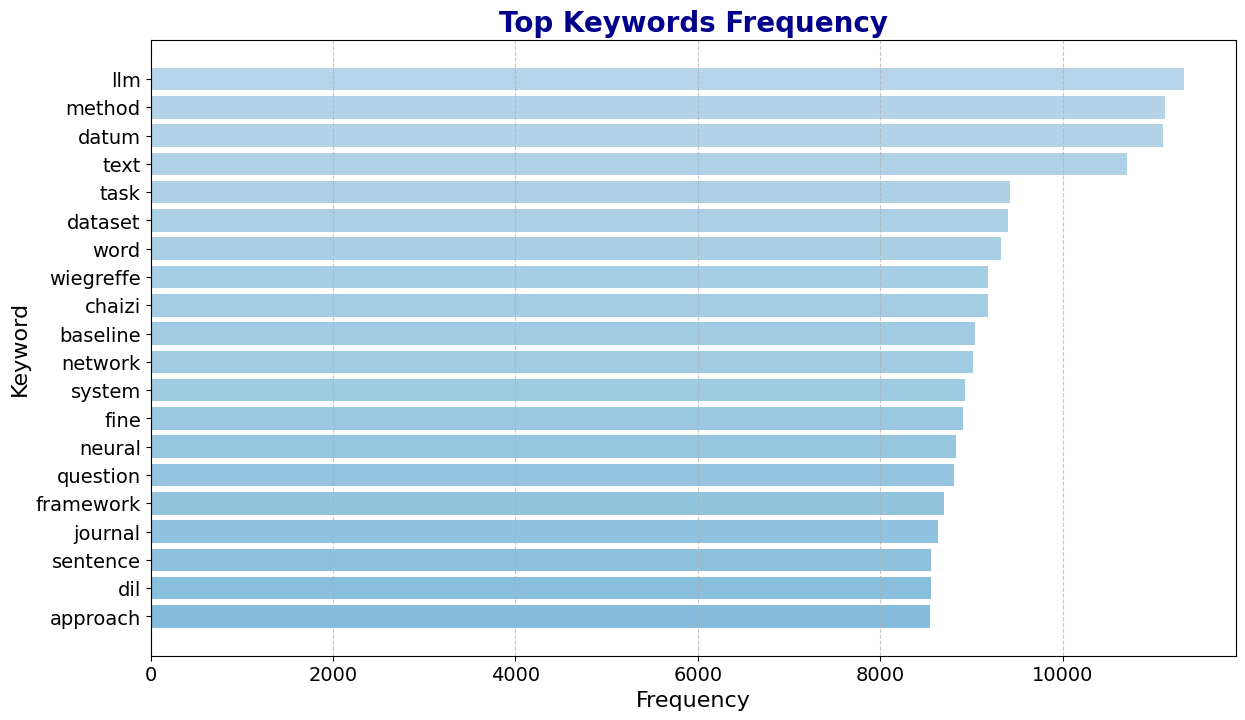 Top Keywords Frequency
Keyword
llm
method
datum
text
task
dataset
word
wiegreffe
chaizi
baseline
network
system
fine
neural
question
framework
journal
sentence
dil
approach
0 2000 4000 6000 8000 10000
Frequency